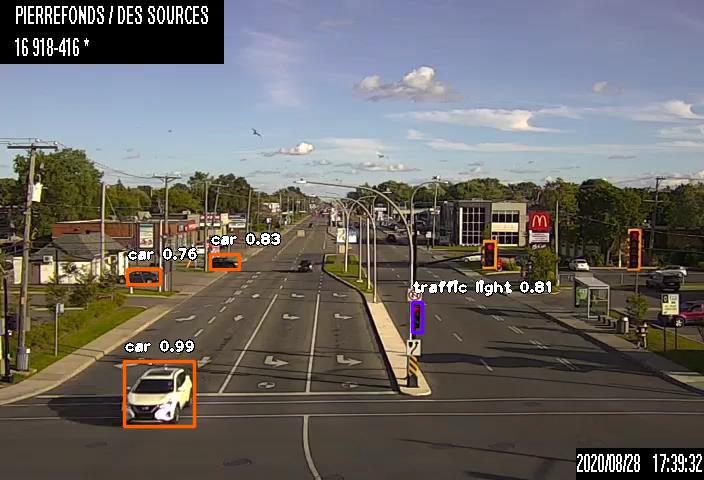 PIERREFONDS / DES SOURCES
16 918-416 *
car 0.83
car 0.76
traffic light 0.81
car 0.99
2020/08/28 17:39:32